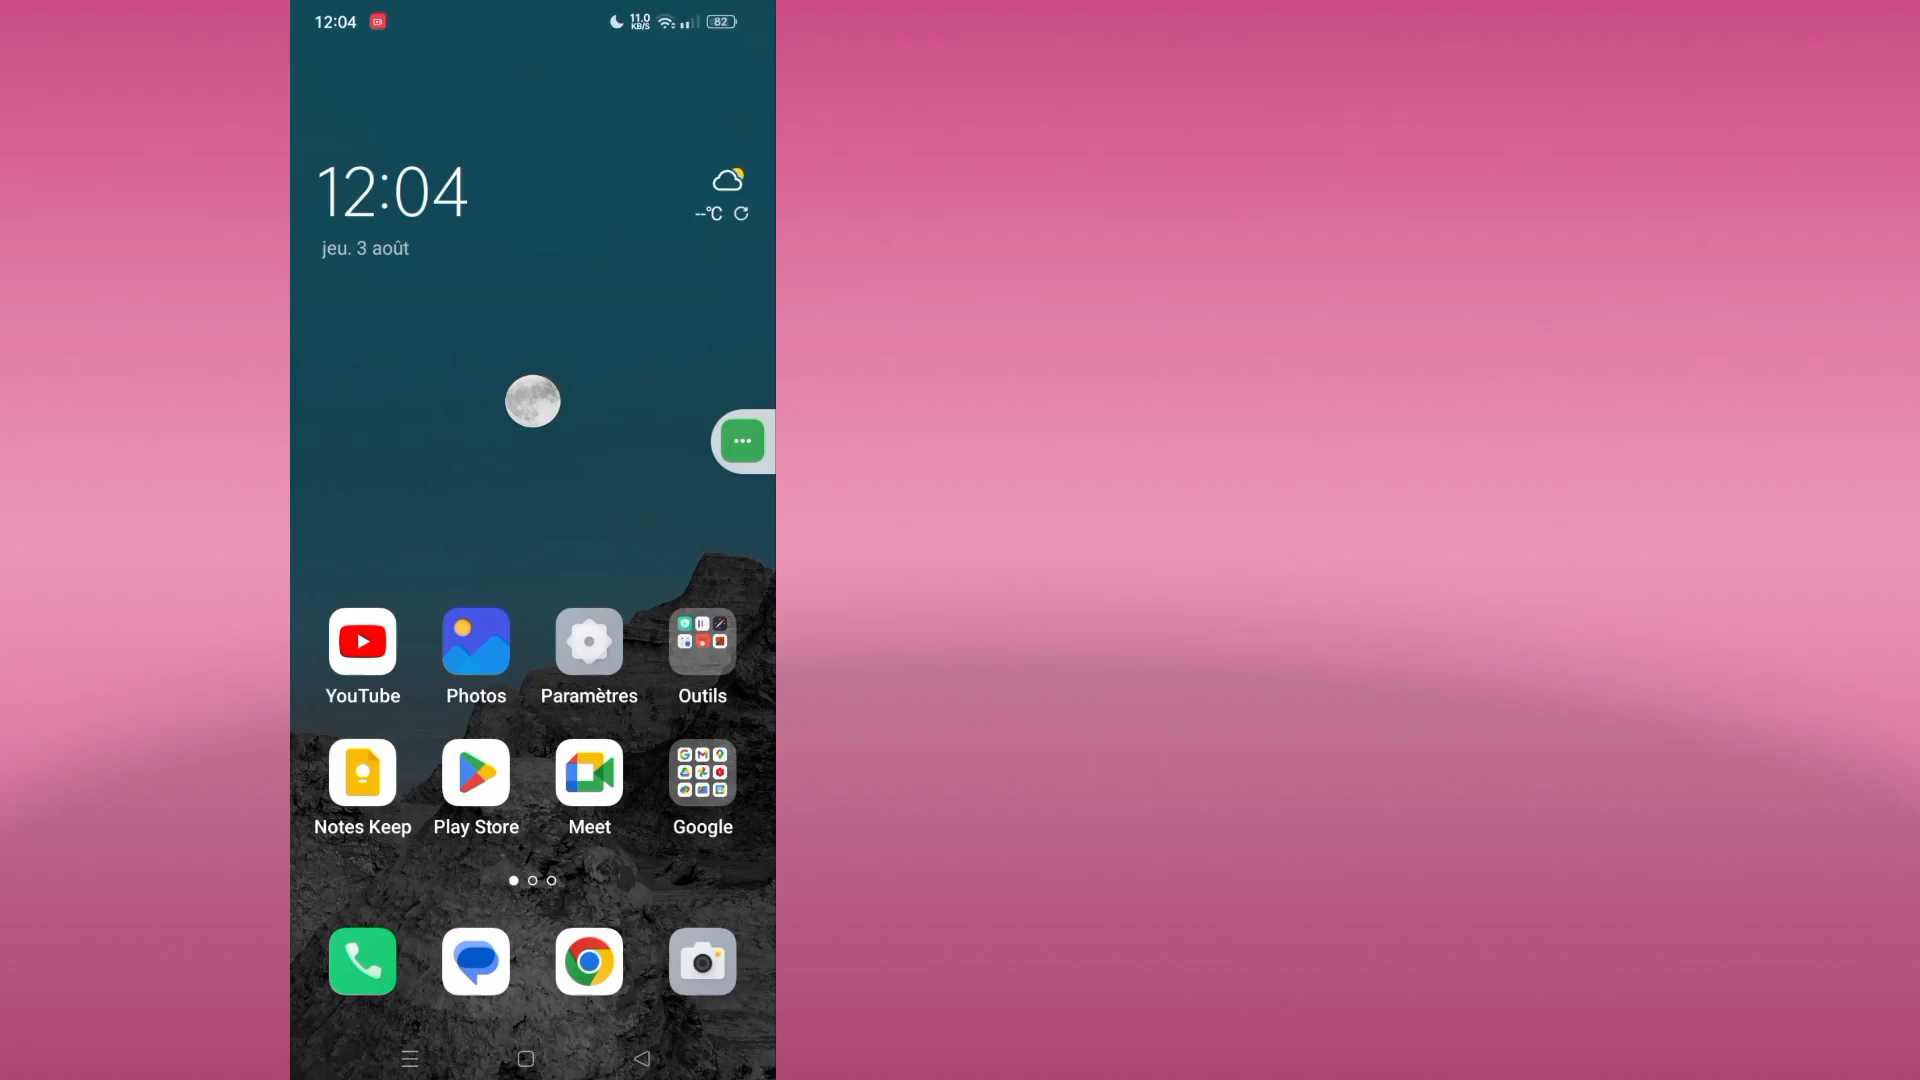 12:04
11.0
KB/S
82
12:04
--°C
jeu. 3 août
YouTube
Photos
Paramètres
Outils
Notes Keep
Play Store
Meet
Google